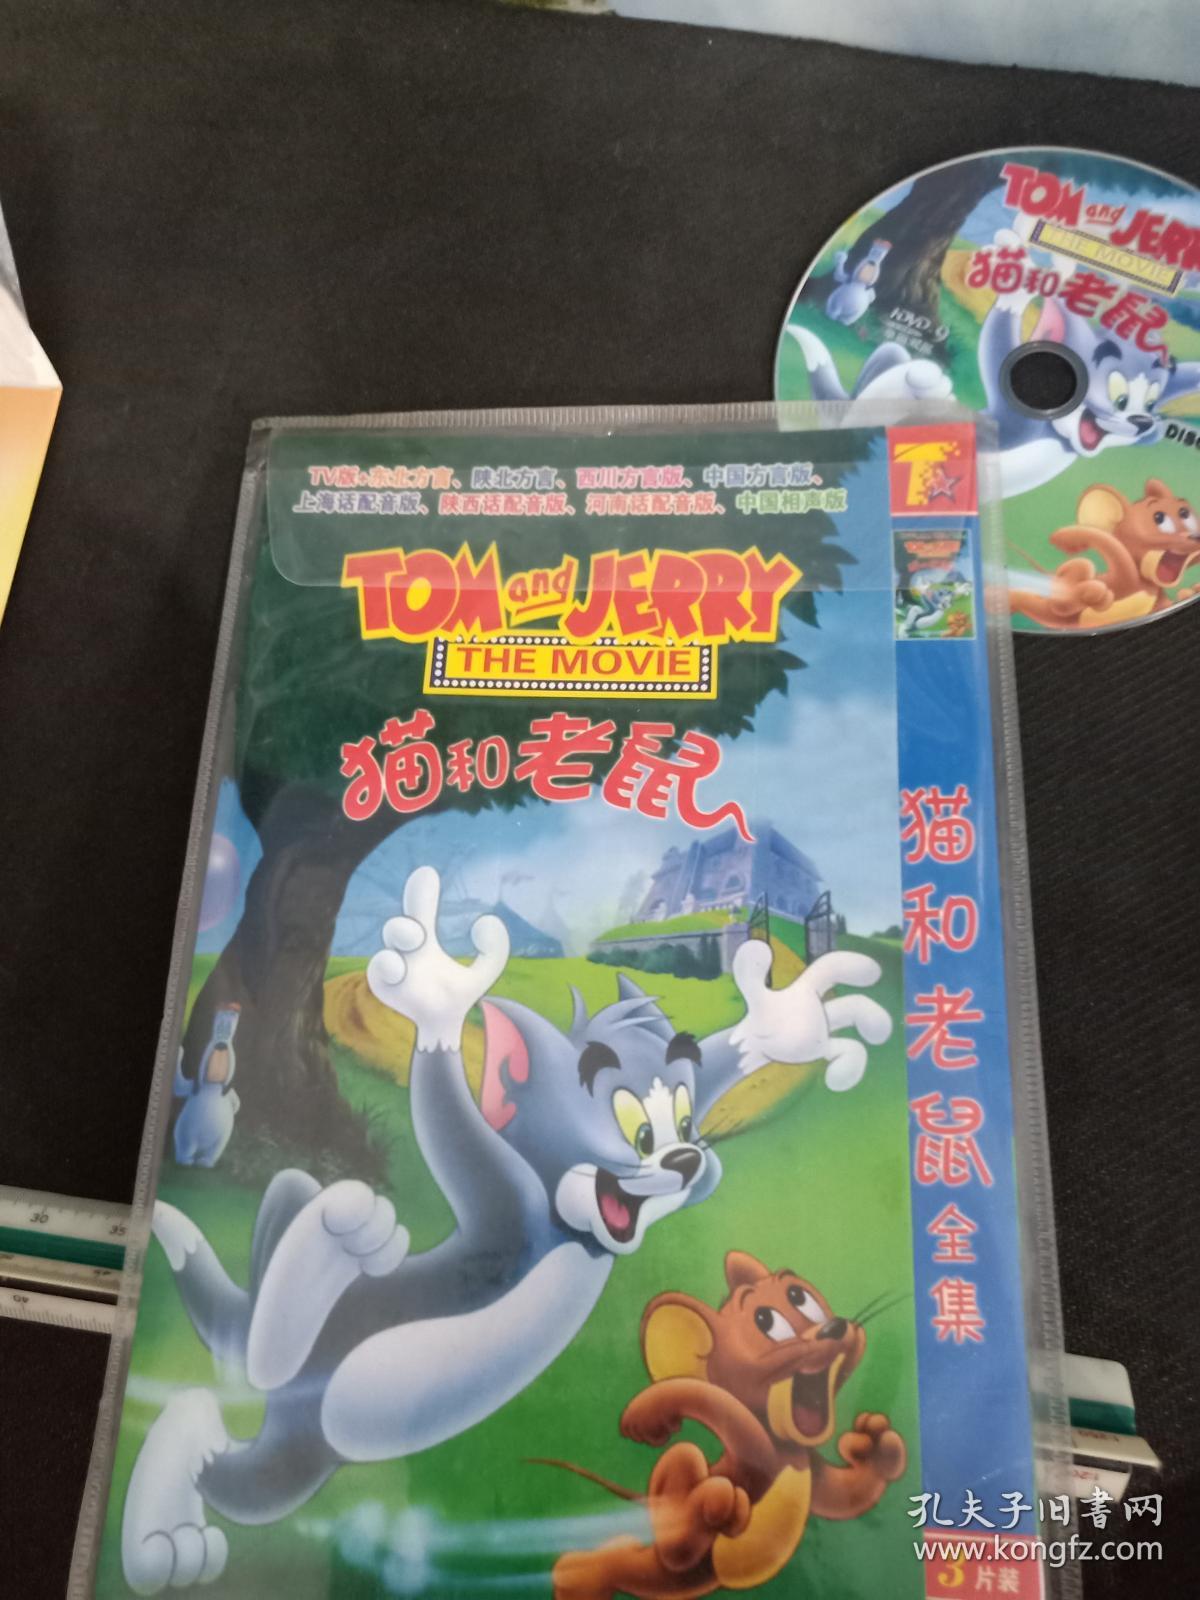 TOM and JERRY
THE MOVIE
猫和老鼠
TV版+东北方言、陕北方言、西川方言版、中国方言版、
上海话配音版、陕西话配音版、河南话配音版、中国相声版
TOM and JERRY
THE MOVIE
猫和老鼠
猫和老鼠全集
3片装
30
35
40
孔夫子旧书网
www.kongfz.com